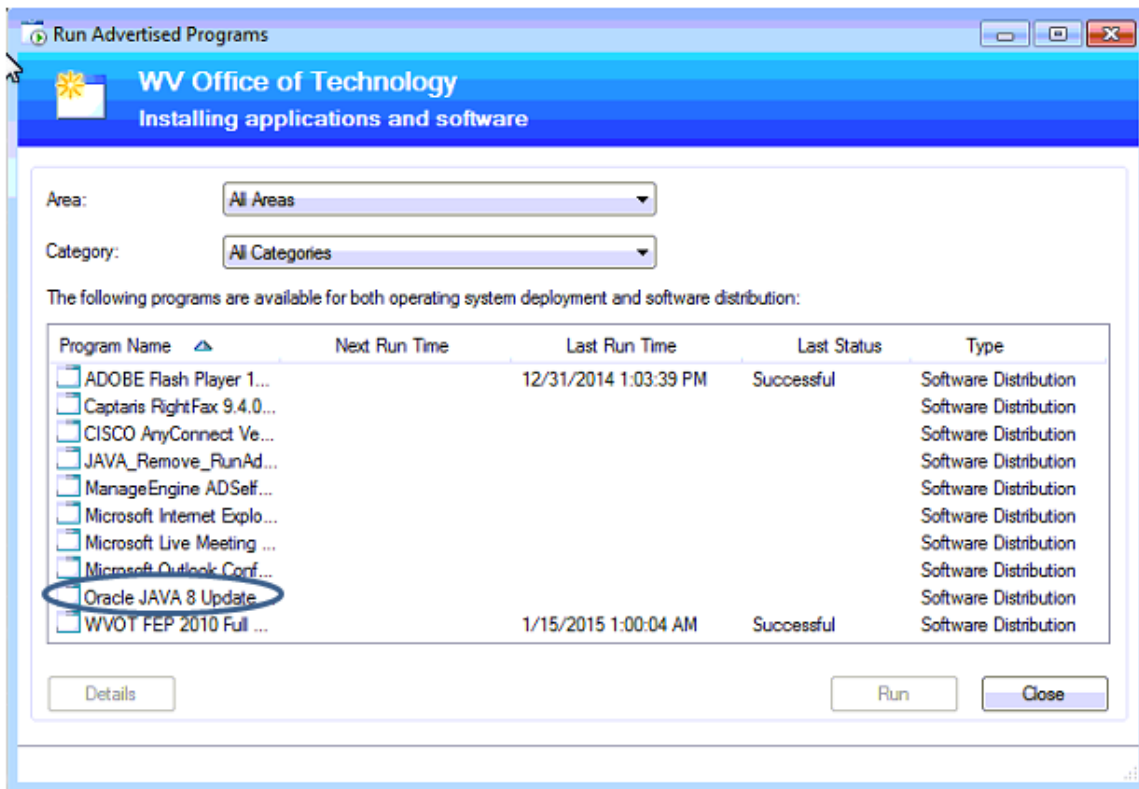 Run Advertised Programs
WV Office of Technology
Installing applications and software
Area: All Areas
Category: All Categories
The following programs are available for both operating system deployment and software distribution:
Program Name Next Run Time Last Run Time Last Status Type
ADOBE Flash Player 1... 12/31/2014 1:03:39 PM Successful Software Distribution
Captaris RightFax 9.4.0... Software Distribution
CISCO AnyConnect Ve... Software Distribution
JAVA_Remove_RunAd... Software Distribution
ManageEngine ADSelf... Software Distribution
Microsoft Internet Explo... Software Distribution
Microsoft Live Meeting ... Software Distribution
Microsoft Outlook Conf... Software Distribution
Oracle JAVA 8 Update... Software Distribution
WVOT FEP 2010 Full ... 1/15/2015 1:00:04 AM Successful Software Distribution
Details Run Close